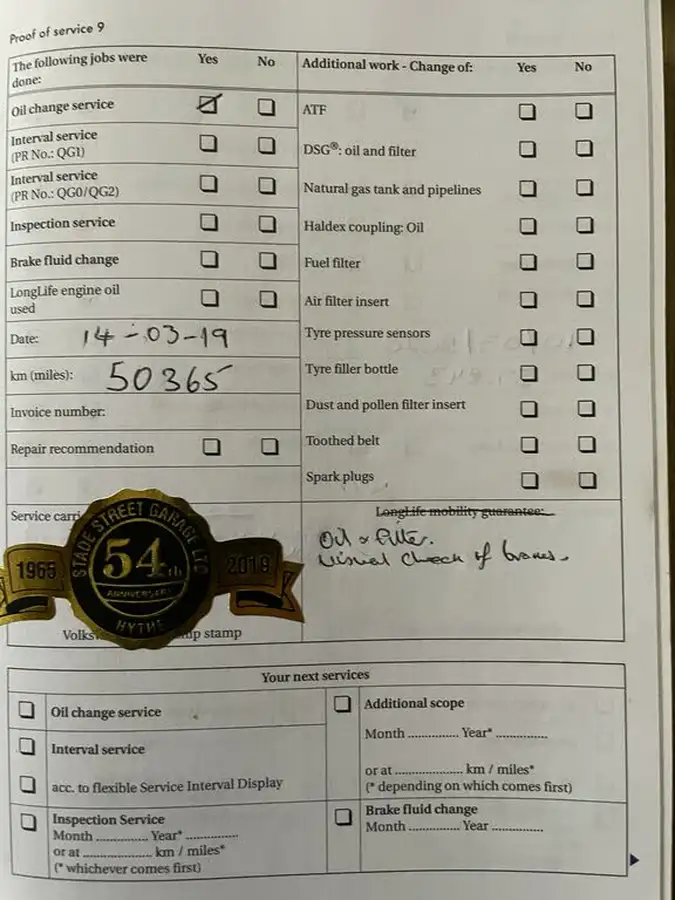 Proof of service 9
The following jobs were done:
Yes
No
Oil change service
Interval service
(PR No.: QG1)
Interval service
(PR No.: QG0/QG2)
Inspection service
Brake fluid change
LongLife engine oil
used
Date: 14-03-19
km (miles): 50365
Invoice number:
Repair recommendation
Additional work - Change of:
Yes
No
ATF
DSG®: oil and filter
Natural gas tank and pipelines
Haldex coupling: Oil
Fuel filter
Air filter insert
Tyre pressure sensors
Tyre filler bottle
Dust and pollen filter insert
Toothed belt
Spark plugs
Service
STADE STREET GARAGE LTD
1965
54th
2019
ANNIVERSARY
HYTHE
stamp
LongLife mobility guarantee:
Oil & Filter.
Visual check of brakes.
Your next services
Oil change service
Interval service
acc. to flexible Service Interval Display
Inspection Service
Month .............. Year* ..............
or at .................... km / miles*
(* whichever comes first)
Additional scope
Month .............. Year* ..............
or at .................... km / miles*
(* depending on which comes first)
Brake fluid change
Month .............. Year ..............